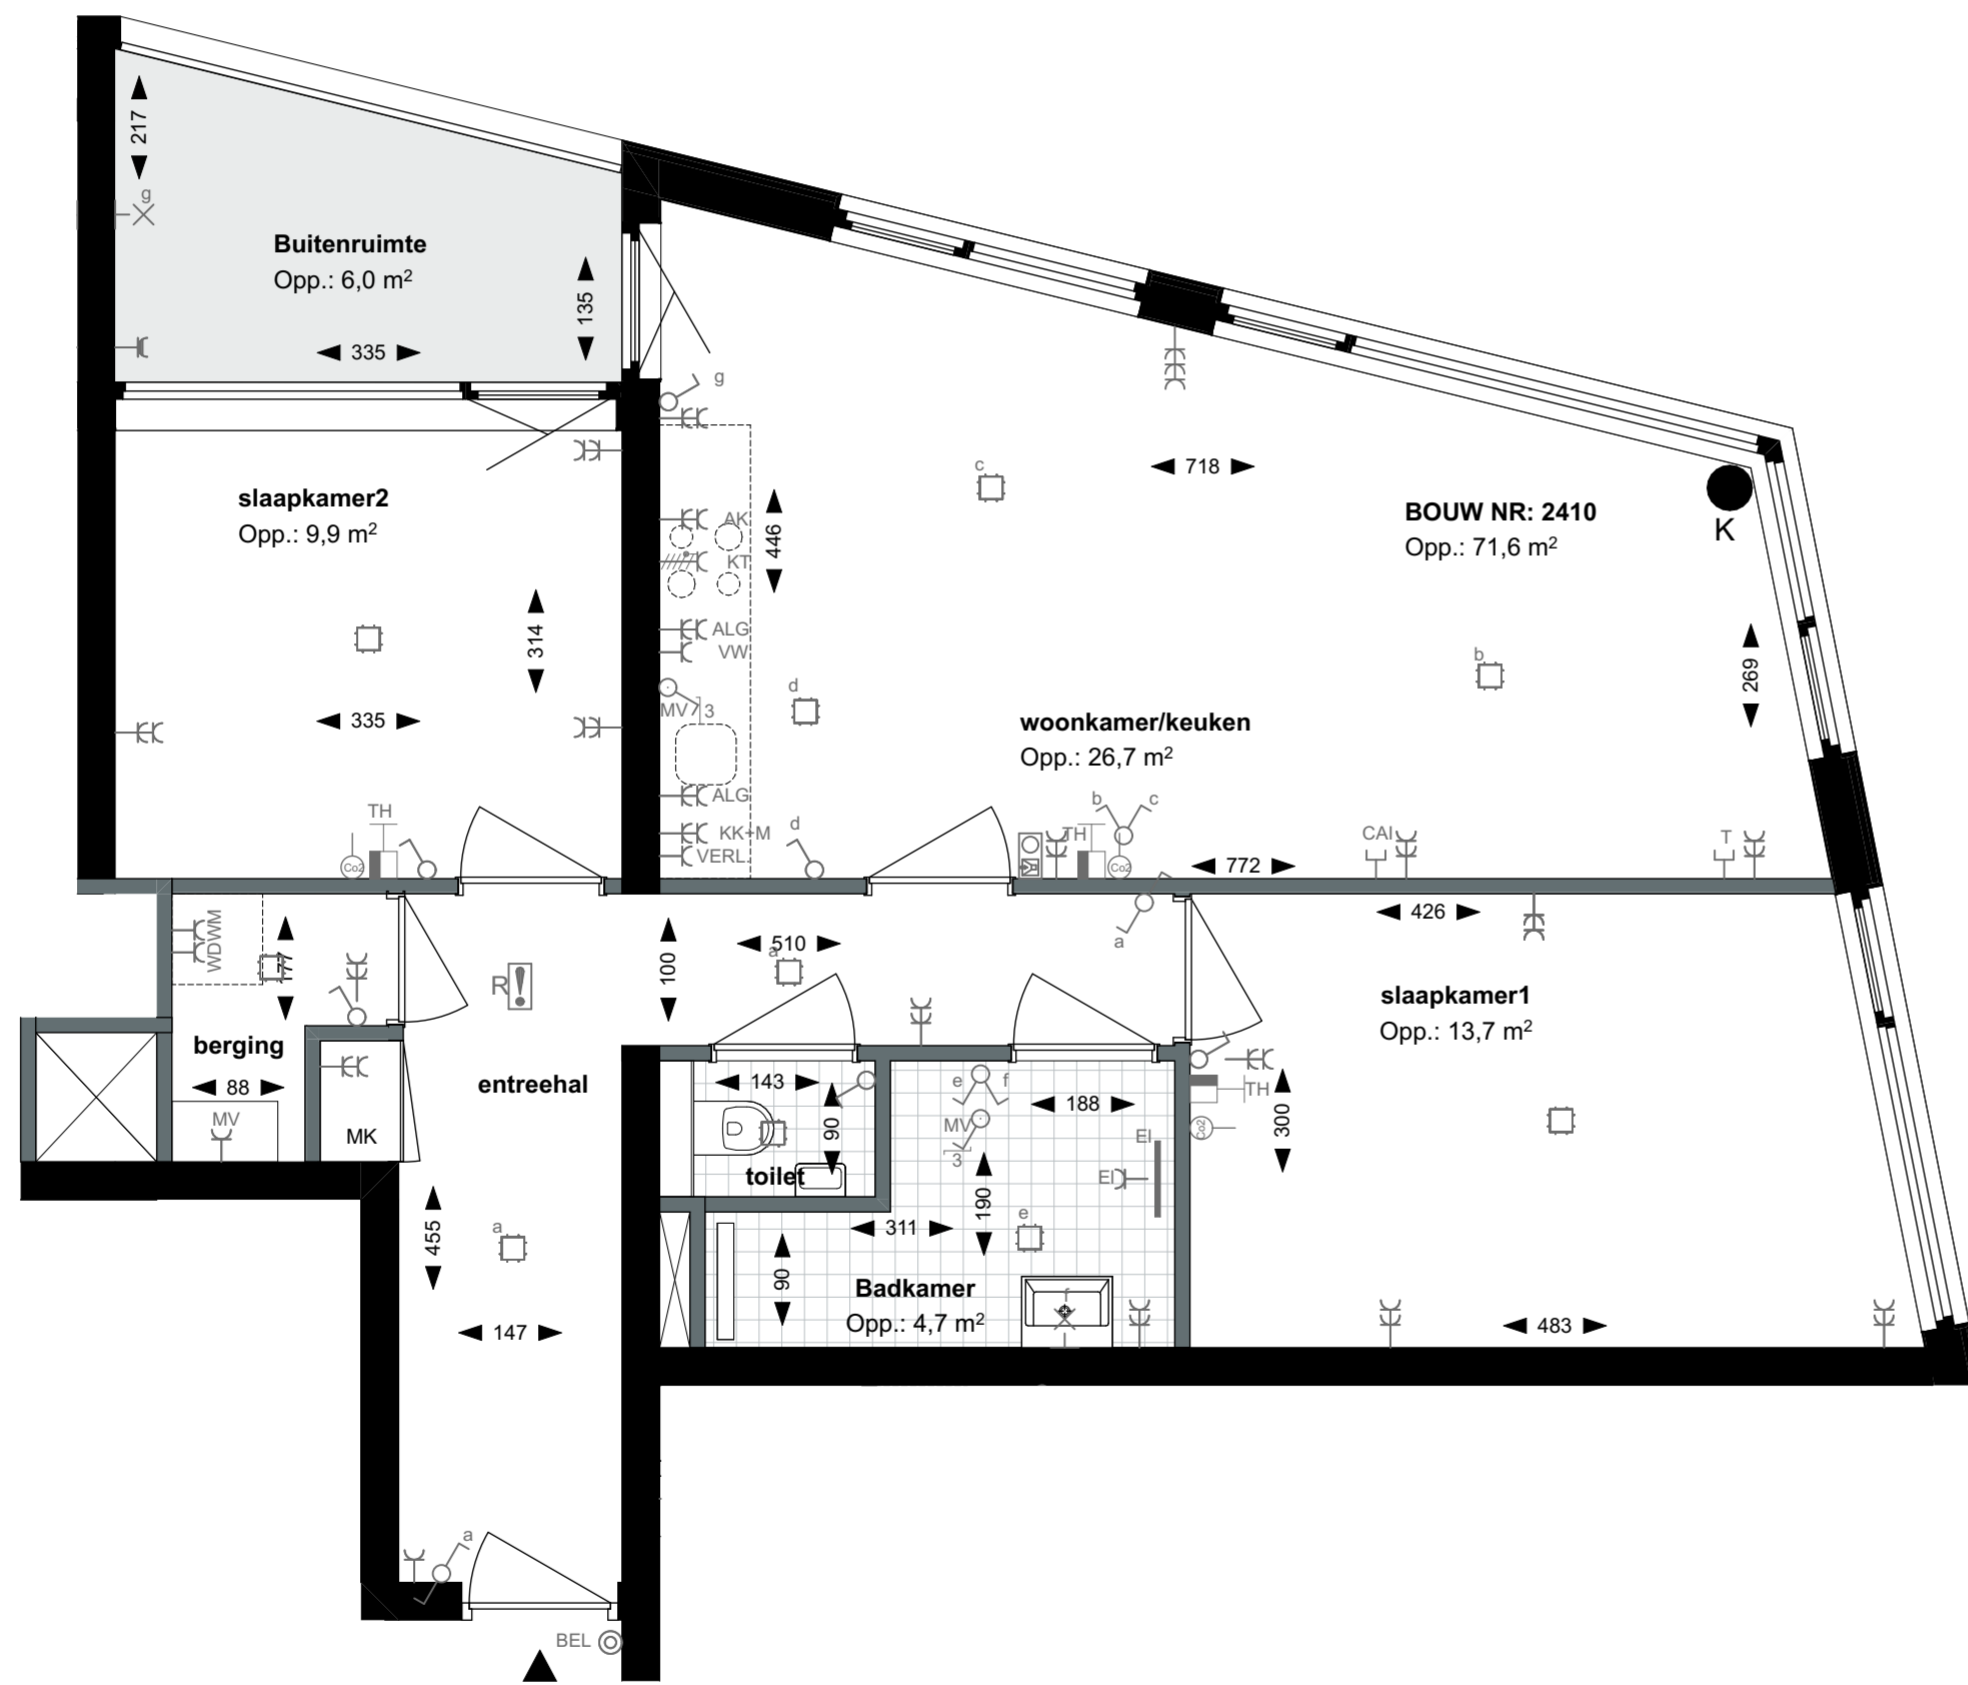 217
g
Buitenruimte
Opp.: 6,0 m²
135
335
g
slaapkamer2
Opp.: 9,9 m²
314
335
TH
Co2
AK
KT
446
ALG
VW
MV
3
d
ALG
KK+M
VERL.
d
c
718
BOUW NR: 2410
Opp.: 71,6 m²
K
b
269
woonkamer/keuken
Opp.: 26,7 m²
b
c
TH
Co2
772
CAI
T
WM
WD
177
R
100
510
a
a
426
berging
88
MV
MK
entreehal
143
90
toilet
e
f
188
MV
3
EI
EI
190
311
e
90
Badkamer
Opp.: 4,7 m²
f
TH
Co2
300
slaapkamer1
Opp.: 13,7 m²
483
455
a
147
a
BEL